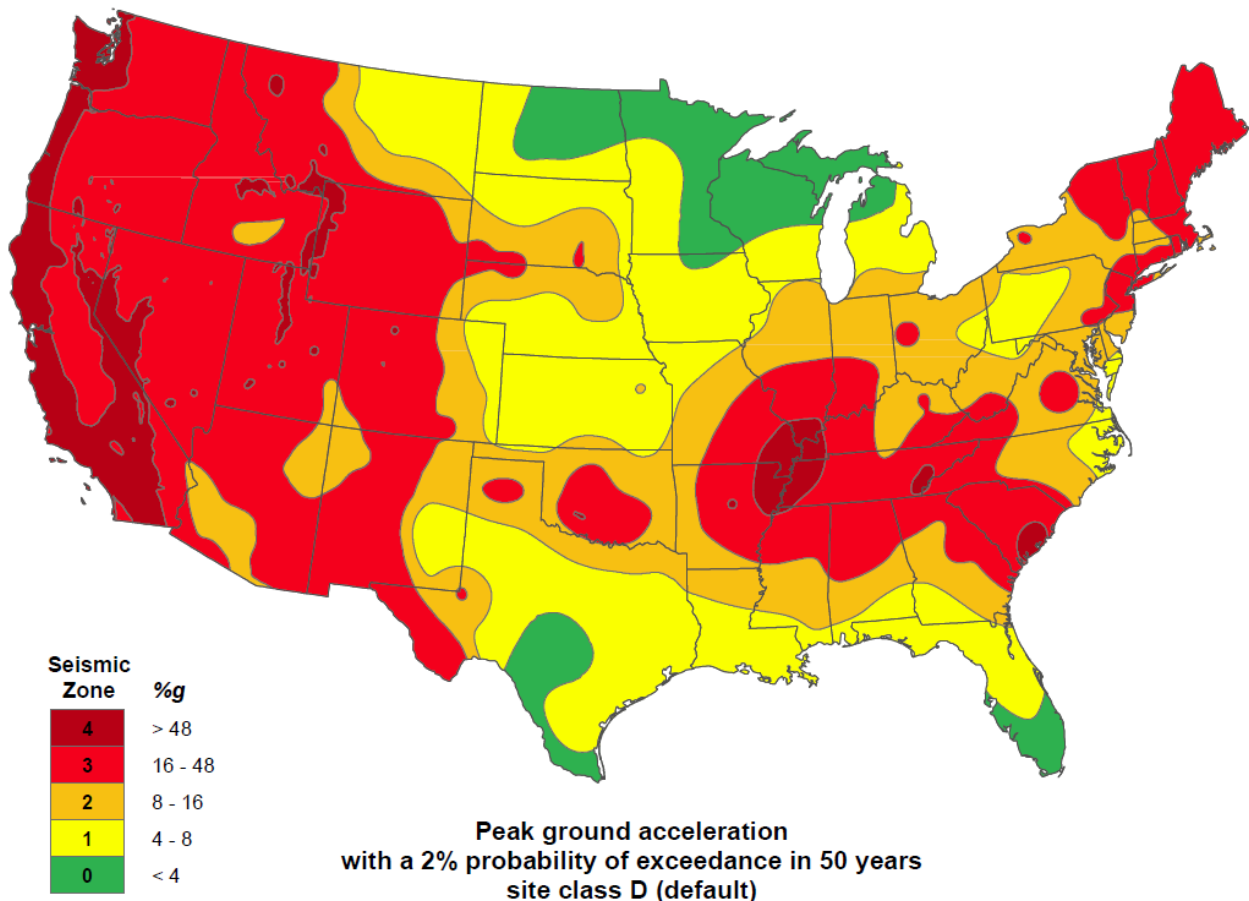 Seismic Zone %g
4 > 48
3 16 - 48
2 8 - 16
1 4 - 8
0 < 4
Peak ground acceleration
with a 2% probability of exceedance in 50 years
site class D (default)